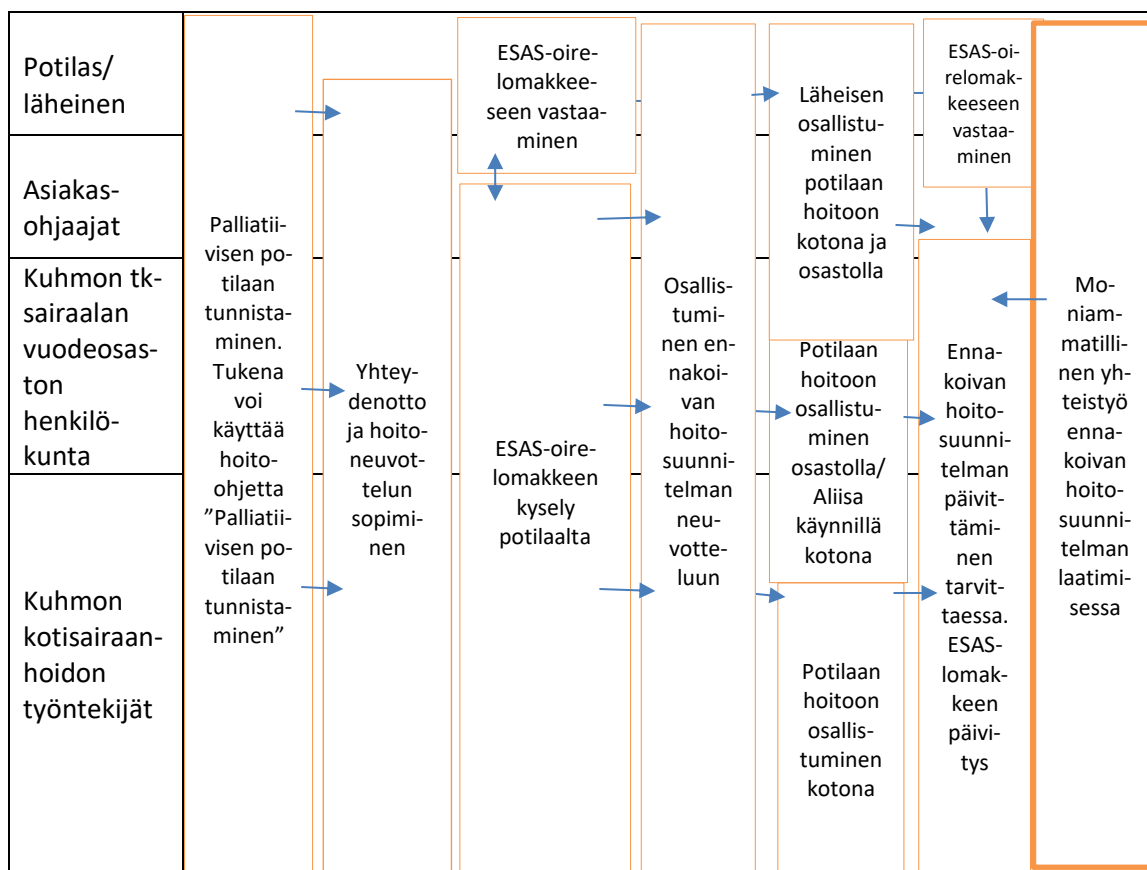 Potilas/
läheinen
Asiakas-
ohjaajat
Kuhmon tk-
sairaalan
vuodeosas-
ton
henkilö-
kunta
Kuhmon
kotisairaan-
hoidon
työntekijät
Palliatii-
visen po-
tilaan
tunnista-
minen.
Tukena
voi
käyttää
hoito-
ohjetta
”Palliatii-
visen po-
tilaan
tunnista-
minen”
Yhtey-
denotto
ja hoito-
neuvot-
telun
sopimi-
nen
ESAS-oire-
lomakkee-
seen vastaa-
minen
ESAS-oire-
lomakkeen
kysely
potilaalta
Osallis-
tuminen
nen en-
nakoi-
van
hoito-
suunni-
telman
neu-
votte-
luun
Läheisen
osallistu-
minen
potilaan
hoitoon
kotona ja
osastolla
Potilaan
hoitoon
osallistu-
minen
osastolla/
Aliisa
käynnillä
kotona
Potilaan
hoitoon
osallis-
tuminen
kotona
ESAS-oi-
relomak-
keeseen
vastaa-
minen
Enna-
koivan
hoito-
suunni-
telman
päivit-
tämi-
nen
tarvit-
taessa.
ESAS-
lomak-
keen
päivi-
tys
Mo-
niam-
matilli-
nen yh-
teistyö
enna-
koivan
hoito-
suunni-
telman
laatimi-
sessa